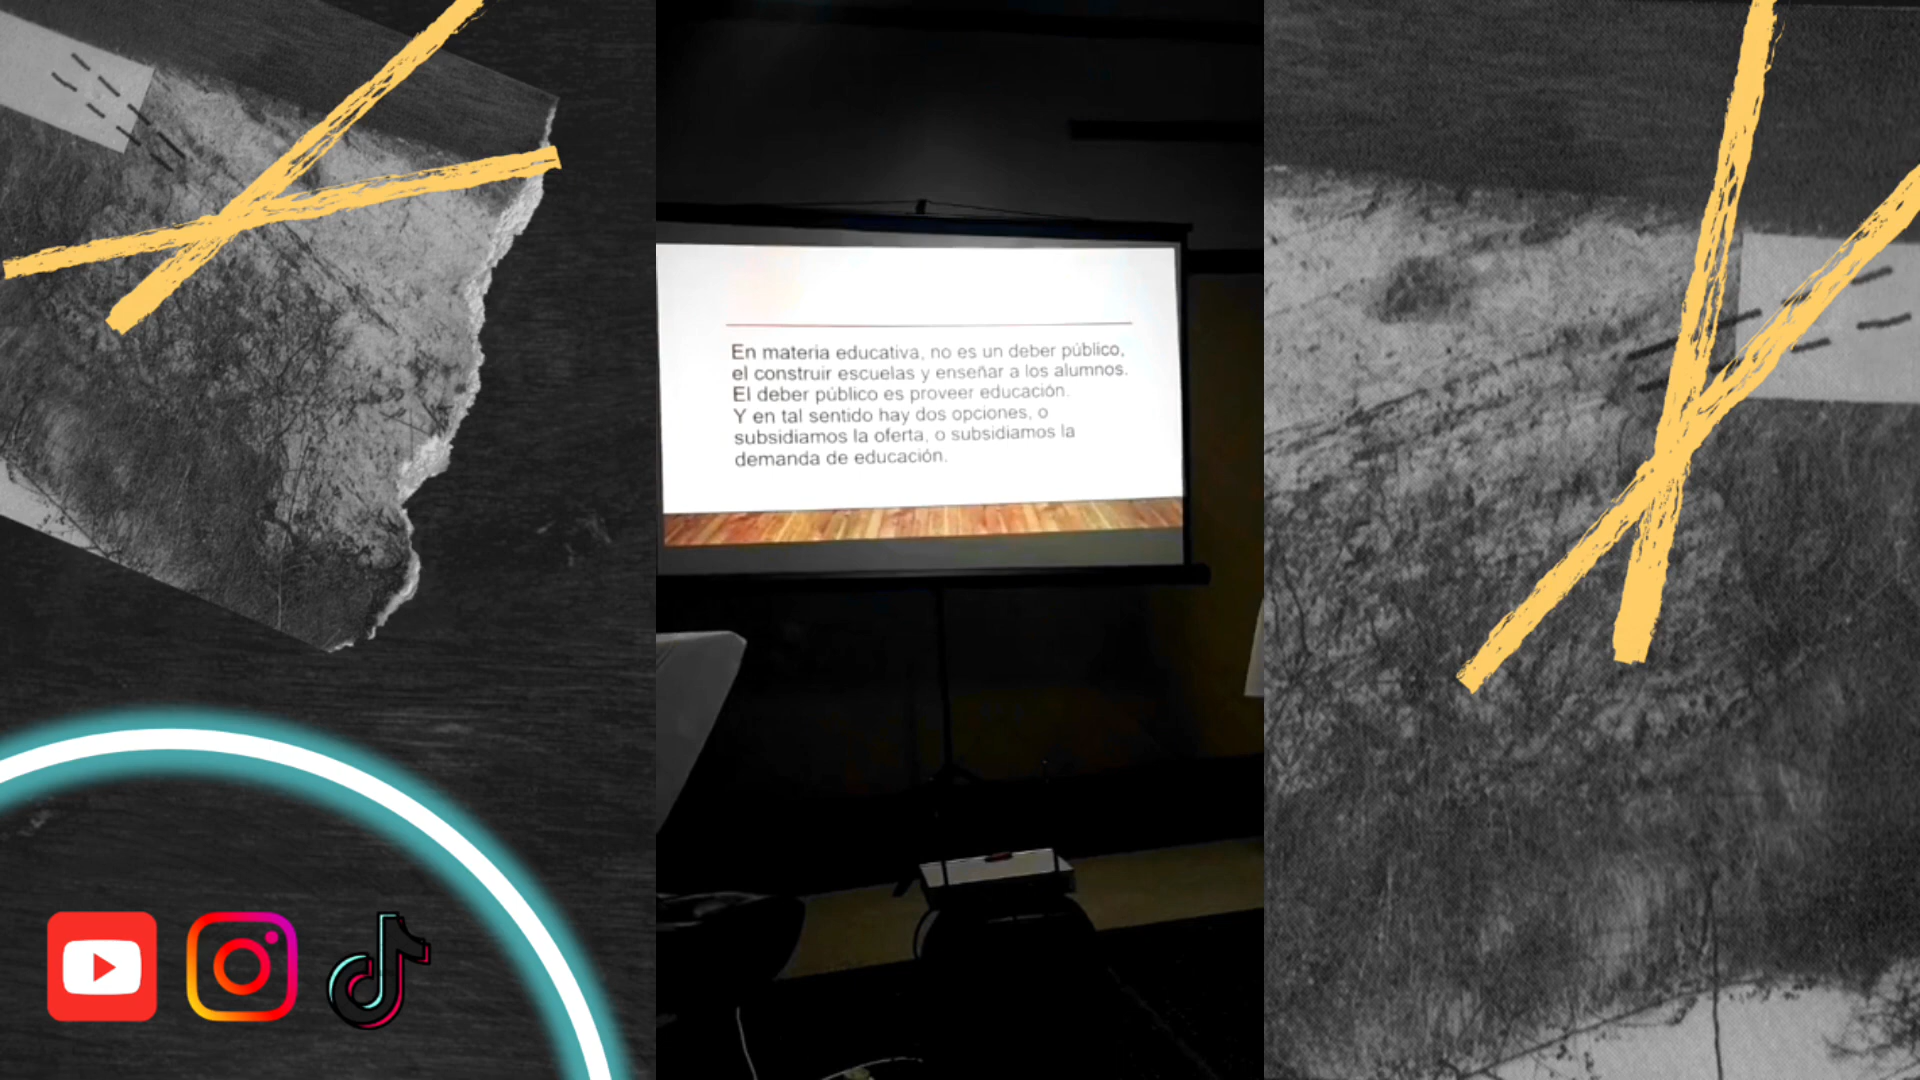 En materia educativa, no es un deber público,
el construir escuelas y enseñar a los alumnos.
El deber público es proveer educación.
Y en tal sentido hay dos opciones, o
subsidiamos la oferta, o subsidiamos la
demanda de educación.